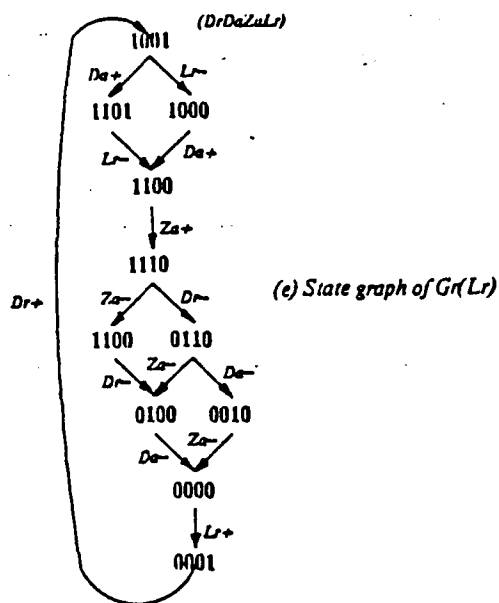 (DrDaZuLr)
1001
Da+ Lr-
1101 1000
Lr- Da+
1100
Za+
1110
Dr+ Za- Dr- (e) State graph of Gr(Lr)
1100 0110
Dr- Za- Da-
0100 0010
Da- Za-
0000
Lr+
0001